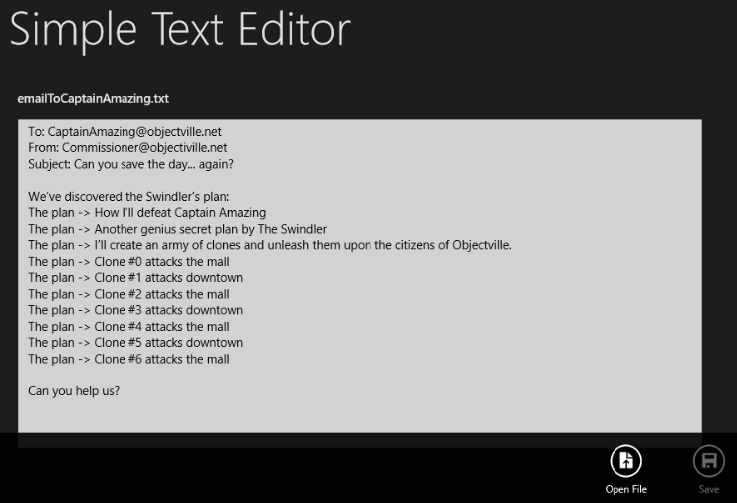 Simple Text Editor
emailToCaptainAmazing.txt
To: CaptainAmazing@objectville.net
From: Commissioner@objectiville.net
Subject: Can you save the day... again?
We've discovered the Swindler's plan:
The plan -> How I'll defeat Captain Amazing
The plan -> Another genius secret plan by The Swindler
The plan -> I'll create an army of clones and unleash them upon the citizens of Objectville.
The plan -> Clone #0 attacks the mall
The plan -> Clone #1 attacks downtown
The plan -> Clone #2 attacks the mall
The plan -> Clone #3 attacks downtown
The plan -> Clone #4 attacks the mall
The plan -> Clone #5 attacks downtown
The plan -> Clone #6 attacks the mall
Can you help us?
Open File
Save